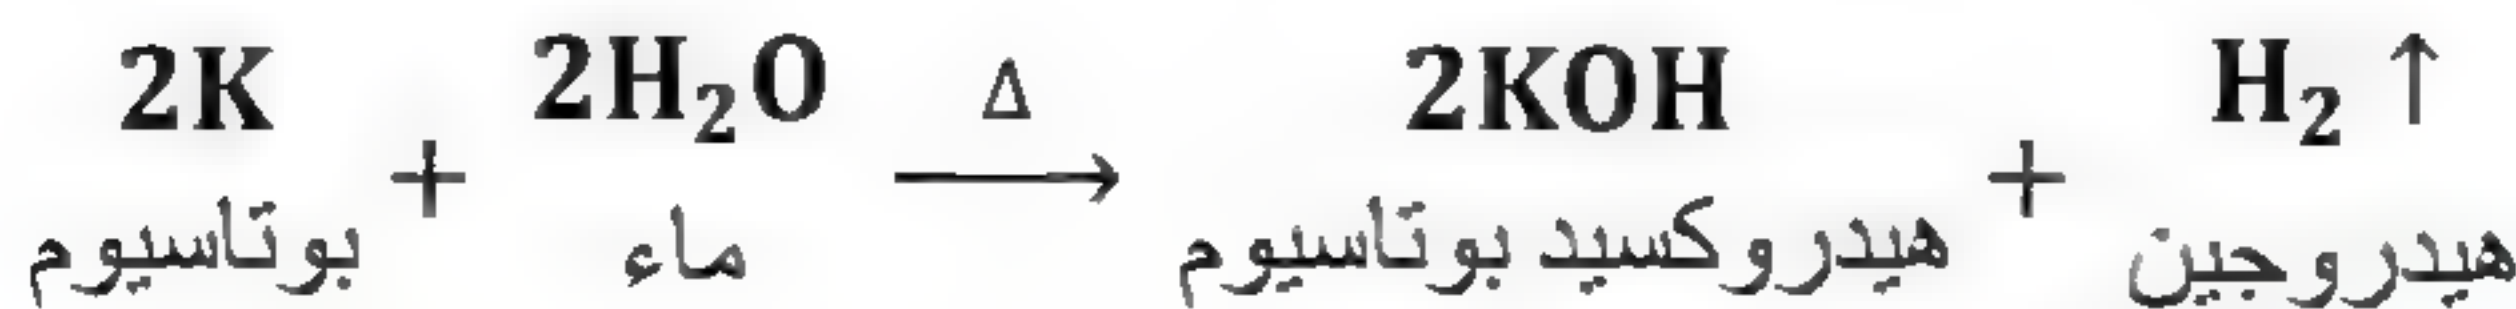 2K + 2H₂O Δ → 2KOH + H₂ ↑
بوتاسيوم ماء هيدروكسيد بوتاسيوم هيدروجين